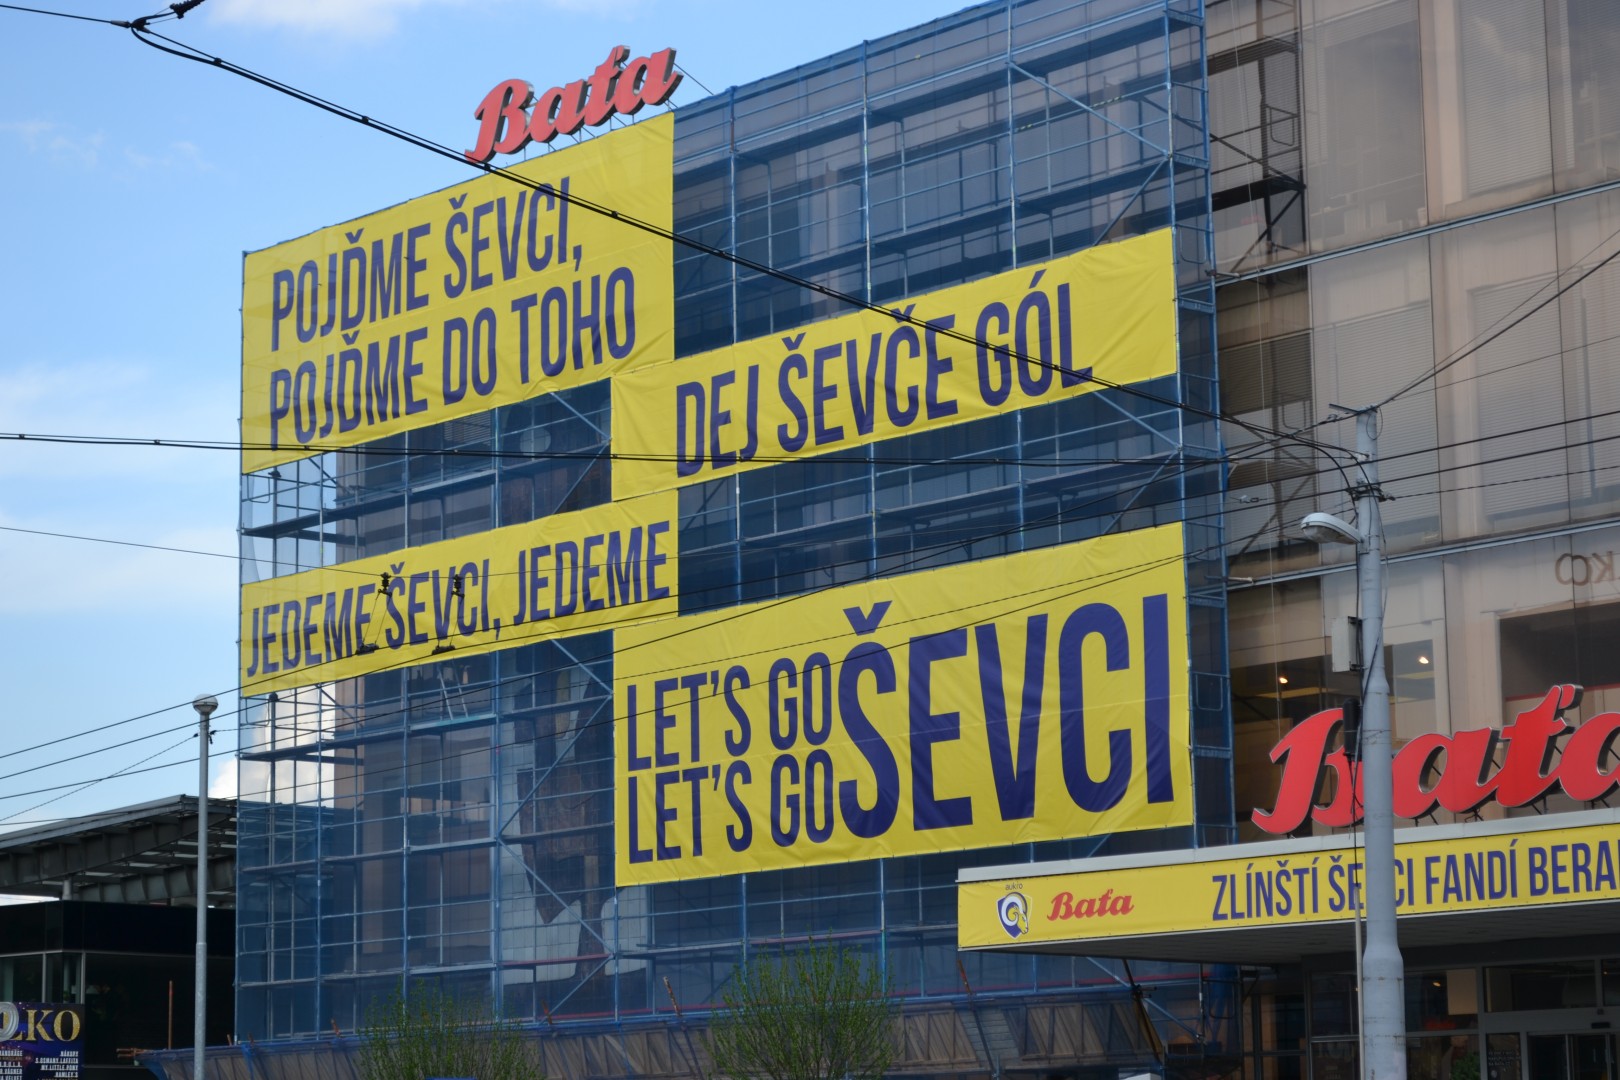 Baťa
POJĎME ŠEVCI,
POJĎME DO TOHO
DEJ ŠEVČE GÓL
JEDEME ŠEVCI, JEDEME
LET'S GO
LET'S GO
ŠEVCI
Baťa
aukro
Baťa
ZLÍNŠTÍ ŠEVCI FANDÍ